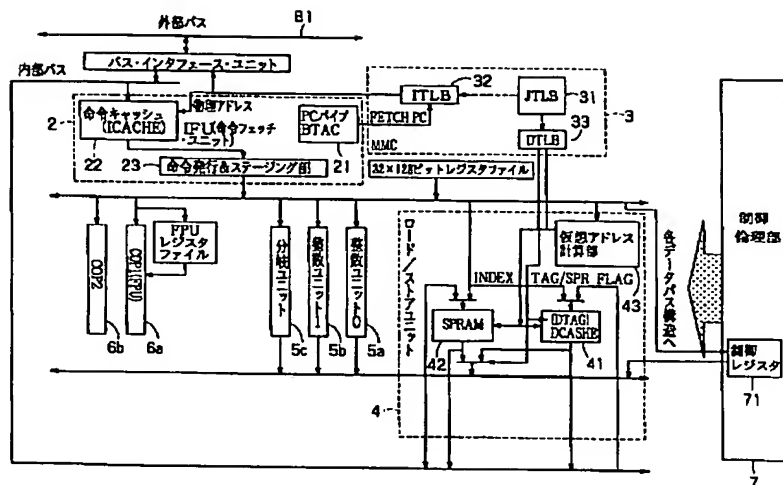 外部バス
B1
内部バス
バス・インタフェース・ユニット
物理アドレス
2
命令キャッシュ
(ICACHE)
IFU(命令フェッチ・
ユニット)
PCパイプ
BTAC
22
23
命令発行&ステージング部
21
FETCH PC
ITLB
32
JTLB
31
33
DTLB
MMC
3
32×128ビットレジスタファイル
COP2
6b
COP1(FPU)
6a
FPU
レジスタ
ファイル
分岐ユニット
5c
整数ユニット1
5b
整数ユニット0
5a
ロード/
ストアユニット
仮想アドレス
計算部
43
INDEX
TAG/SPR FLAG
SPRAM
42
(DTAG)
DCASHE
41
4
各データパス構造へ
制御
倫理部
制御
レジスタ
71
7